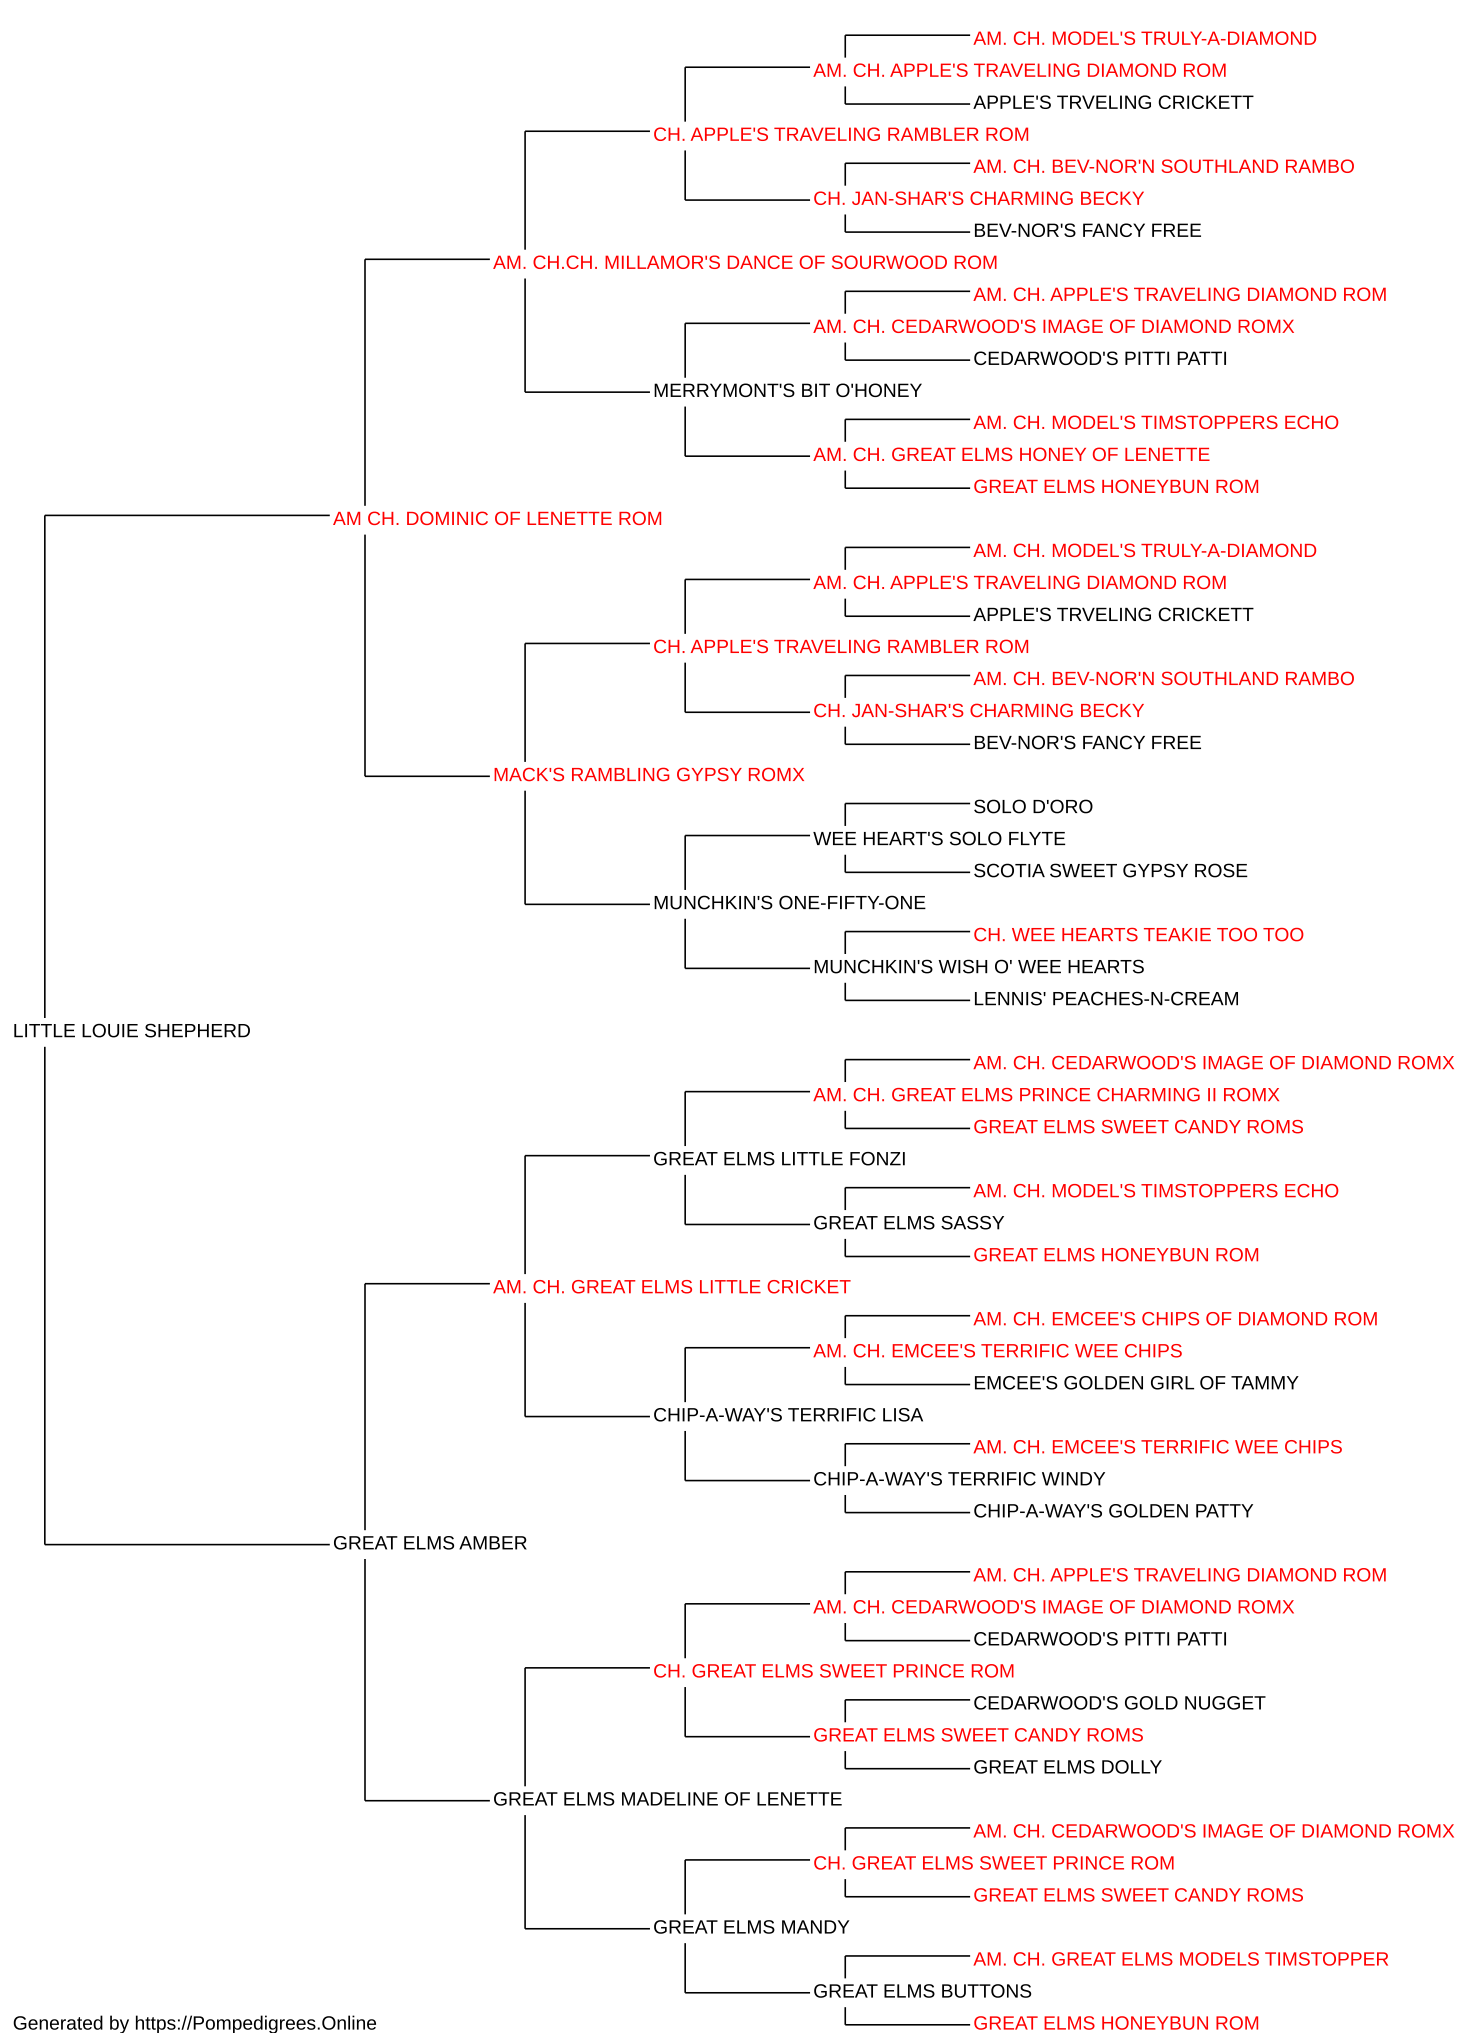 AM. CH. MODEL'S TRULY-A-DIAMOND
AM. CH. APPLE'S TRAVELING DIAMOND ROM
APPLE'S TRVELING CRICKETT
CH. APPLE'S TRAVELING RAMBLER ROM
AM. CH. BEV-NOR'N SOUTHLAND RAMBO
CH. JAN-SHAR'S CHARMING BECKY
BEV-NOR'S FANCY FREE
AM. CH.CH. MILLAMOR'S DANCE OF SOURWOOD ROM
AM. CH. APPLE'S TRAVELING DIAMOND ROM
AM. CH. CEDARWOOD'S IMAGE OF DIAMOND ROMX
CEDARWOOD'S PITTI PATTI
MERRYMONT'S BIT O'HONEY
AM. CH. MODEL'S TIMSTOPPERS ECHO
AM. CH. GREAT ELMS HONEY OF LENETTE
GREAT ELMS HONEYBUN ROM
AM CH. DOMINIC OF LENETTE ROM
AM. CH. MODEL'S TRULY-A-DIAMOND
AM. CH. APPLE'S TRAVELING DIAMOND ROM
APPLE'S TRVELING CRICKETT
CH. APPLE'S TRAVELING RAMBLER ROM
AM. CH. BEV-NOR'N SOUTHLAND RAMBO
CH. JAN-SHAR'S CHARMING BECKY
BEV-NOR'S FANCY FREE
MACK'S RAMBLING GYPSY ROMX
SOLO D'ORO
WEE HEART'S SOLO FLYTE
SCOTIA SWEET GYPSY ROSE
MUNCHKIN'S ONE-FIFTY-ONE
CH. WEE HEARTS TEAKIE TOO TOO
MUNCHKIN'S WISH O' WEE HEARTS
LENNIS' PEACHES-N-CREAM
LITTLE LOUIE SHEPHERD
AM. CH. CEDARWOOD'S IMAGE OF DIAMOND ROMX
AM. CH. GREAT ELMS PRINCE CHARMING II ROMX
GREAT ELMS SWEET CANDY ROMS
GREAT ELMS LITTLE FONZI
AM. CH. MODEL'S TIMSTOPPERS ECHO
GREAT ELMS SASSY
GREAT ELMS HONEYBUN ROM
AM. CH. GREAT ELMS LITTLE CRICKET
AM. CH. EMCEE'S CHIPS OF DIAMOND ROM
AM. CH. EMCEE'S TERRIFIC WEE CHIPS
EMCEE'S GOLDEN GIRL OF TAMMY
CHIP-A-WAY'S TERRIFIC LISA
AM. CH. EMCEE'S TERRIFIC WEE CHIPS
CHIP-A-WAY'S TERRIFIC WINDY
CHIP-A-WAY'S GOLDEN PATTY
GREAT ELMS AMBER
AM. CH. APPLE'S TRAVELING DIAMOND ROM
AM. CH. CEDARWOOD'S IMAGE OF DIAMOND ROMX
CEDARWOOD'S PITTI PATTI
CH. GREAT ELMS SWEET PRINCE ROM
CEDARWOOD'S GOLD NUGGET
GREAT ELMS SWEET CANDY ROMS
GREAT ELMS DOLLY
GREAT ELMS MADELINE OF LENETTE
AM. CH. CEDARWOOD'S IMAGE OF DIAMOND ROMX
CH. GREAT ELMS SWEET PRINCE ROM
GREAT ELMS SWEET CANDY ROMS
GREAT ELMS MANDY
AM. CH. GREAT ELMS MODELS TIMSTOPPER
GREAT ELMS BUTTONS
GREAT ELMS HONEYBUN ROM
Generated by https://Pompedigrees.Online